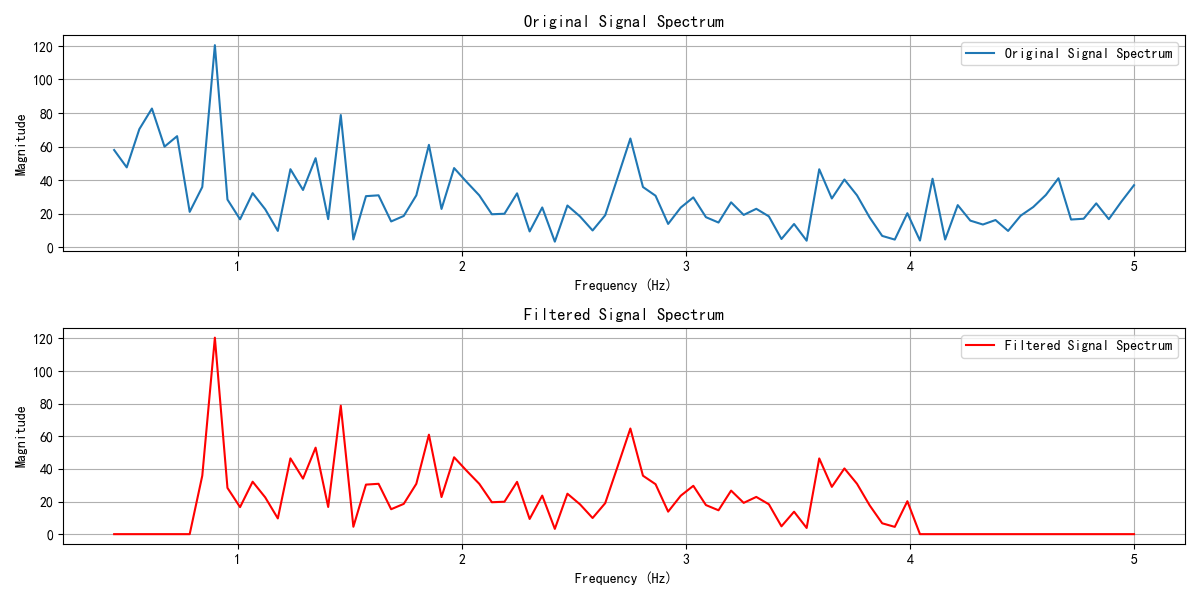 Original Signal Spectrum
120
100
80
60
40
20
0
Magnitude
Original Signal Spectrum
1 2 3 4 5
Frequency (Hz)
Filtered Signal Spectrum
120
100
80
60
40
20
0
Magnitude
Filtered Signal Spectrum
1 2 3 4 5
Frequency (Hz)